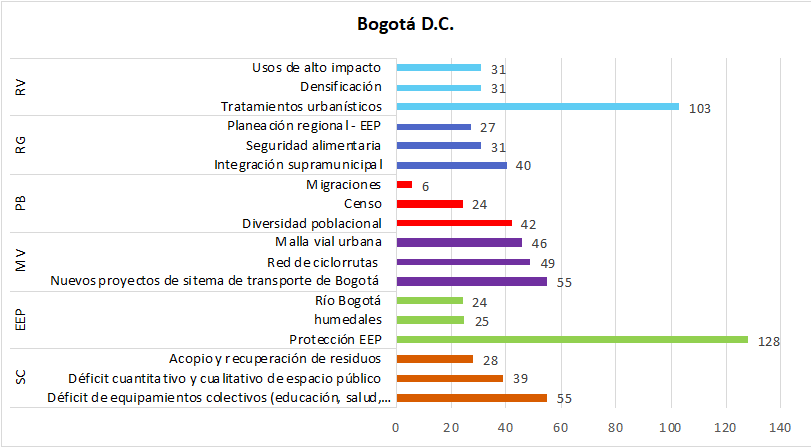 Bogotá D.C.
RV
Usos de alto impacto 31
Densificación 31
Tratamientos urbanísticos 103
RG
Planeación regional - EEP 27
Seguridad alimentaria 31
Integración supramunicipal 40
PB
Migraciones 6
Censo 24
Diversidad poblacional 42
MV
Malla vial urbana 46
Red de ciclorrutas 49
Nuevos proyectos de sitema de transporte de Bogotá 55
EEP
Río Bogotá 24
humedales 25
Protección EEP 128
SC
Acopio y recuperación de residuos 28
Déficit cuantitativo y cualitativo de espacio público 39
Déficit de equipamientos colectivos (educación, salud,... 55
0 20 40 60 80 100 120 140